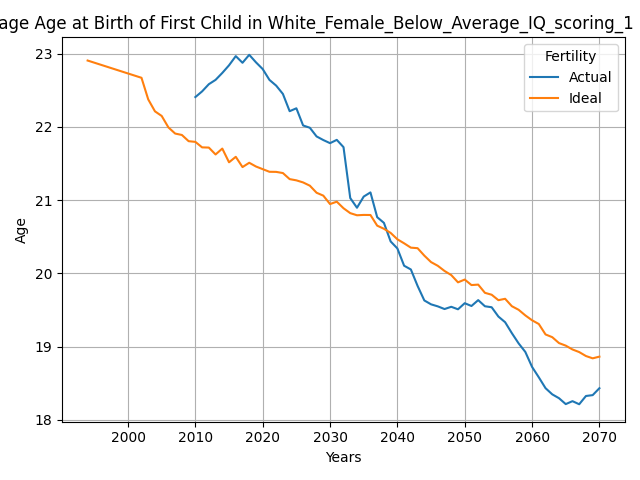 age Age at Birth of First Child in White_Female_Below_Average_IQ_scoring_1
Fertility
Actual
Ideal
23
22
21
20
19
18
Age
2000 2010 2020 2030 2040 2050 2060 2070
Years